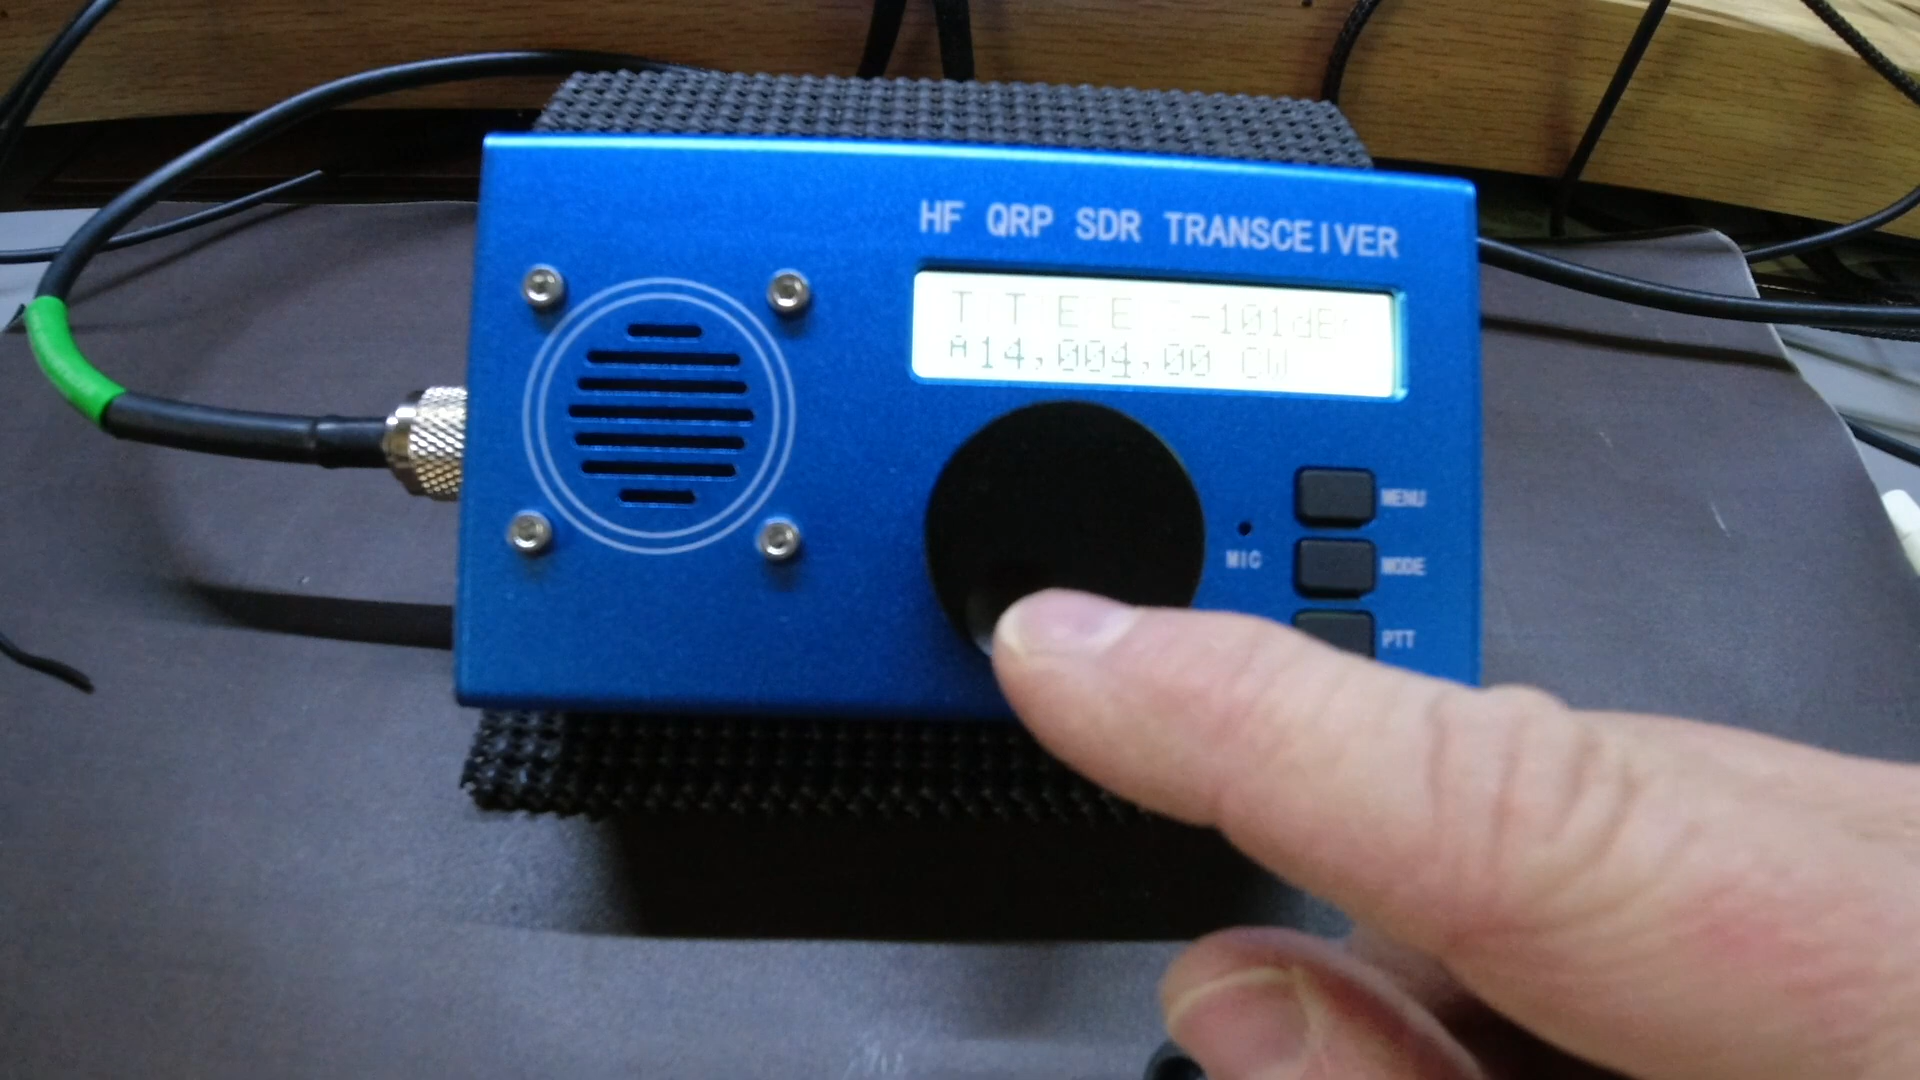 HF QRP SDR TRANSCEIVER
T T E E -101dB
A14,004,00 CW
MENU
MODE
MIC
PTT